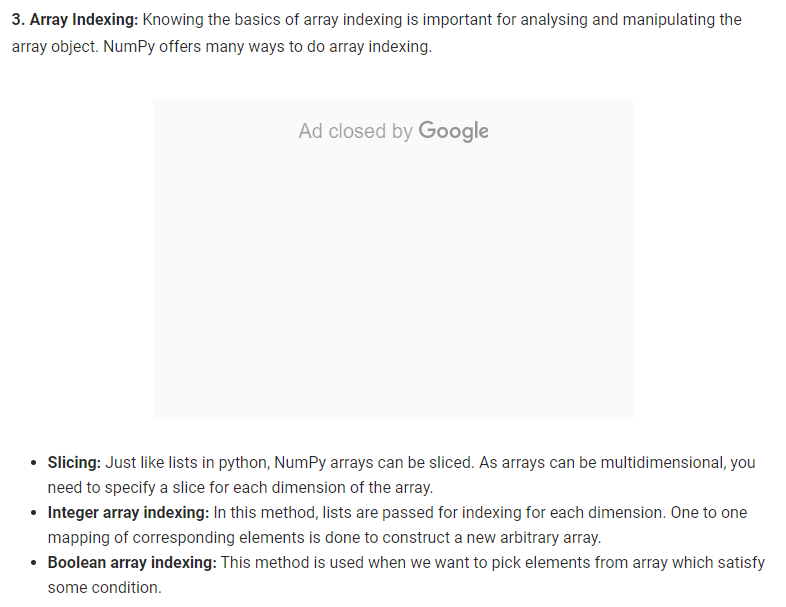 3. Array Indexing: Knowing the basics of array indexing is important for analysing and manipulating the
array object. NumPy offers many ways to do array indexing.
Ad closed by Google
• Slicing: Just like lists in python, NumPy arrays can be sliced. As arrays can be multidimensional, you
need to specify a slice for each dimension of the array.
• Integer array indexing: In this method, lists are passed for indexing for each dimension. One to one
mapping of corresponding elements is done to construct a new arbitrary array.
• Boolean array indexing: This method is used when we want to pick elements from array which satisfy
some condition.